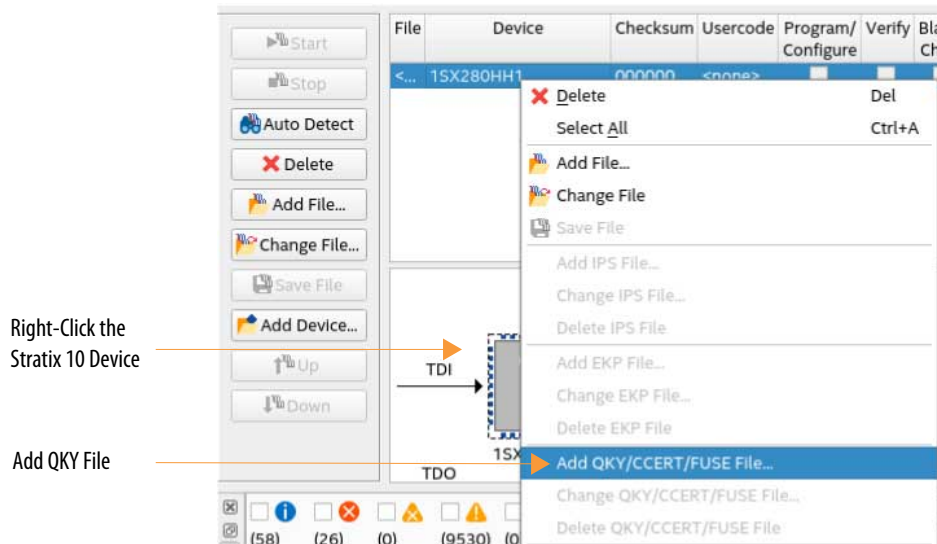 Start
Stop
Auto Detect
Delete
Add File...
Change File...
Save File
Add Device...
Up
Down
File Device Checksum Usercode Program/ Configure Verify
<... 1SX280HH1 000000 <none>
Delete Del
Select All Ctrl+A
Add File...
Change File
Save File
Add IPS File...
Change IPS File...
Delete IPS File
Add EKP File...
Change EKP File...
Delete EKP File
Add QKY/CCERT/FUSE File...
Change QKY/CCERT/FUSE File...
Delete QKY/CCERT/FUSE File
Right-Click the
Stratix 10 Device
Add QKY File
TDI
1SX
TDO
(58) (26) (0) (9530) (0